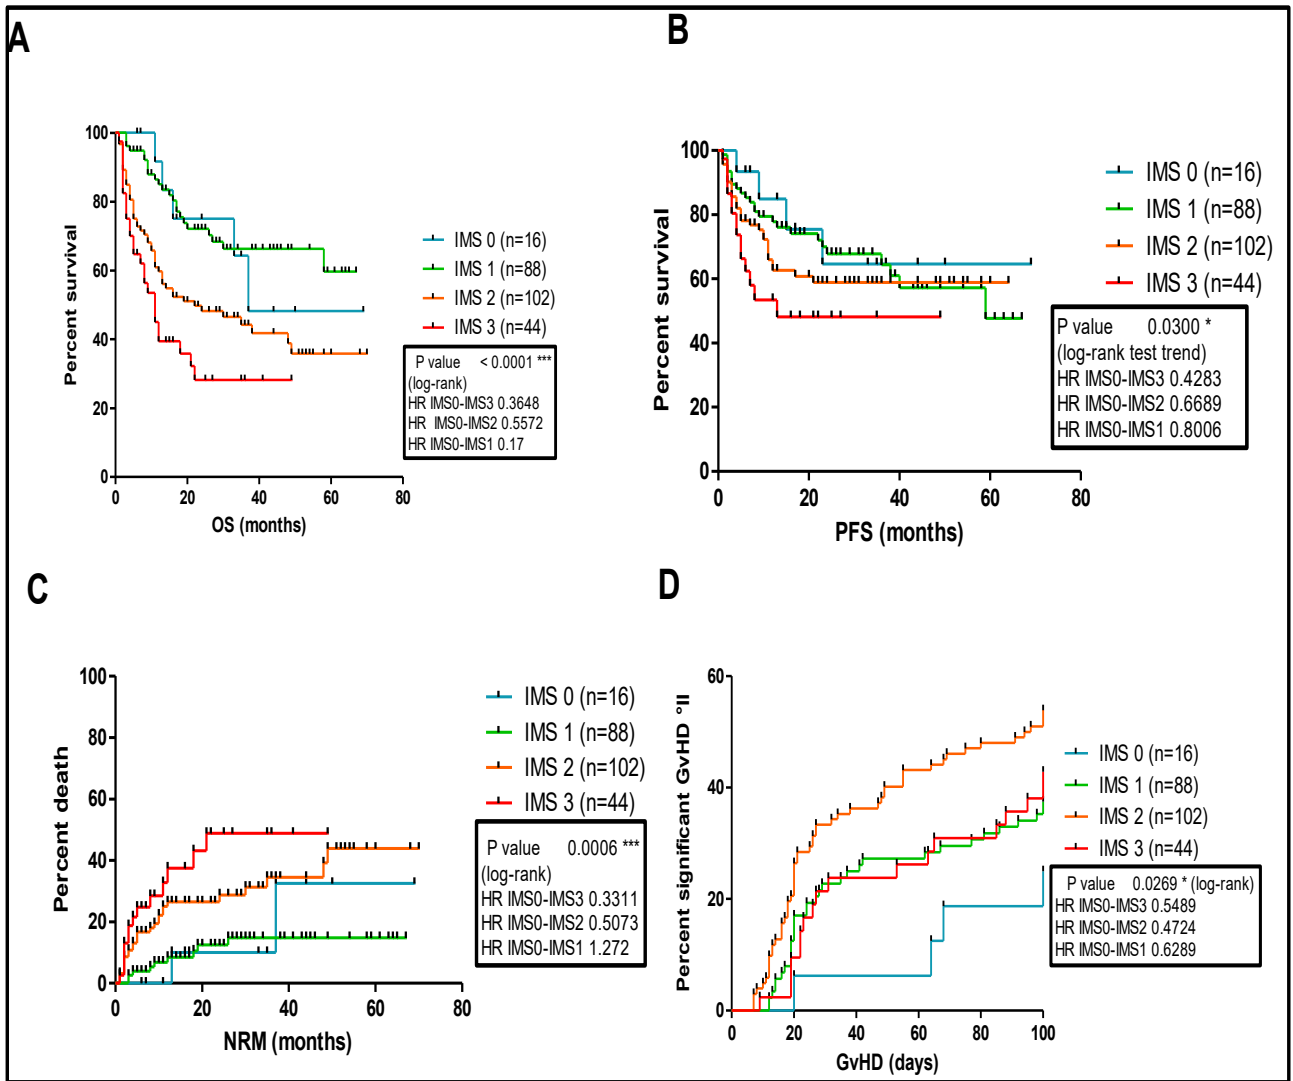 A
100
80
60
40
20
0
Percent survival
0 20 40 60 80
OS (months)
IMS 0 (n=16)
IMS 1 (n=88)
IMS 2 (n=102)
IMS 3 (n=44)
P value < 0.0001 ***
(log-rank)
HR IMS0-IMS3 0.3648
HR IMS0-IMS2 0.5572
HR IMS0-IMS1 0.17
B
100
80
60
40
20
0
Percent survival
0 20 40 60 80
PFS (months)
IMS 0 (n=16)
IMS 1 (n=88)
IMS 2 (n=102)
IMS 3 (n=44)
P value 0.0300 *
(log-rank test trend)
HR IMS0-IMS3 0.4283
HR IMS0-IMS2 0.6689
HR IMS0-IMS1 0.8006
C
100
80
60
40
20
0
Percent death
0 20 40 60 80
NRM (months)
IMS 0 (n=16)
IMS 1 (n=88)
IMS 2 (n=102)
IMS 3 (n=44)
P value 0.0006 ***
(log-rank)
HR IMS0-IMS3 0.3311
HR IMS0-IMS2 0.5073
HR IMS0-IMS1 1.272
D
60
40
20
0
Percent significant GvHD °II
0 20 40 60 80 100
GvHD (days)
IMS 0 (n=16)
IMS 1 (n=88)
IMS 2 (n=102)
IMS 3 (n=44)
P value 0.0269 * (log-rank)
HR IMS0-IMS3 0.5489
HR IMS0-IMS2 0.4724
HR IMS0-IMS1 0.6289